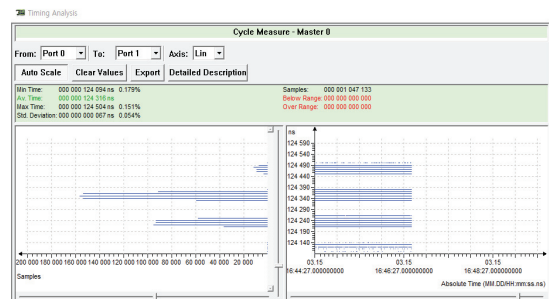 Timing Analysis
Cycle Measure - Master 0
From: Port 0 To: Port 1 Axis: Lin
Auto Scale Clear Values Export Detailed Description
Min Time: 000 000 124 094 ns 0.179% Samples: 000 001 047 133
Av. Time: 000 000 124 316 ns Below Range: 000 000 000 000
Max Time: 000 000 124 504 ns 0.151% Over Range: 000 000 000 000
Std. Deviation: 000 000 000 067 ns 0.054%
ns
124 590
124 540
124 490
124 440
124 390
124 340
124 290
124 240
124 190
124 140
200 000 180 000 160 000 140 000 120 000 100 000 80 000 60 000 40 000 20 000
Samples
03.15 03.15 03.15
16:44:27.000000000 16:46:27.000000000 16:48:27.000000000
Absolute Time (MM.DD/HH:mm:ss.ns)